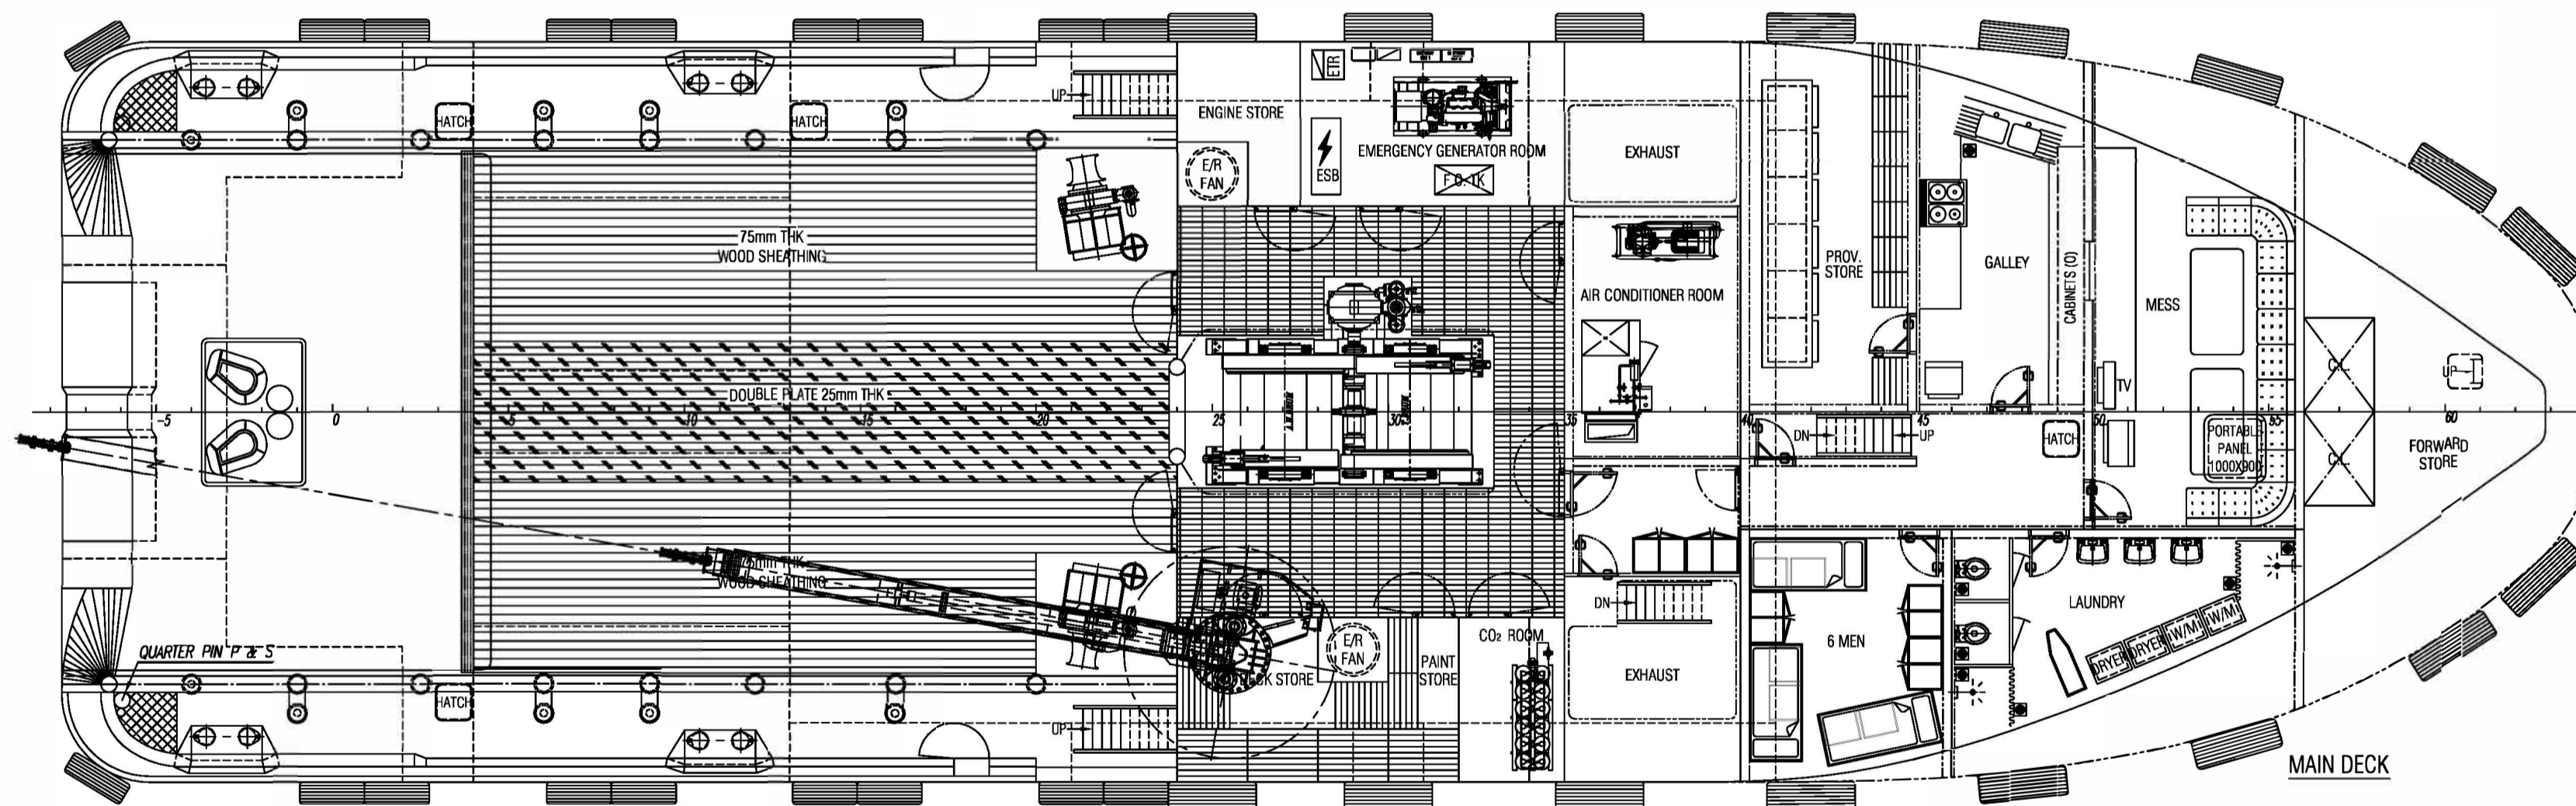 ETR
UP
ENGINE STORE
HATCH
HATCH
EMERGENCY GENERATOR ROOM
EXHAUST
E/R
FAN
ESB
F.O. TK
75mm THK
WOOD SHEATHING
AIR CONDITIONER ROOM
PROV.
STORE
GALLEY
CABINETS (O)
MESS
C.L.
UP
TV
DOUBLE PLATE 25mm THK
-5
0
5
10
15
20
25
30
35
40
45
50
55
60
DN
UP
HATCH
PORTABLE
PANEL
1000X900
C.L.
FORWARD
STORE
75mm THK
WOOD SHEATHING
DN
LAUNDRY
CO₂ ROOM
E/R
FAN
6 MEN
QUARTER PIN P & S
PAINT
STORE
DECK STORE
EXHAUST
DRYER
DRYER
(W/M)
(W/M)
HATCH
UP
MAIN DECK